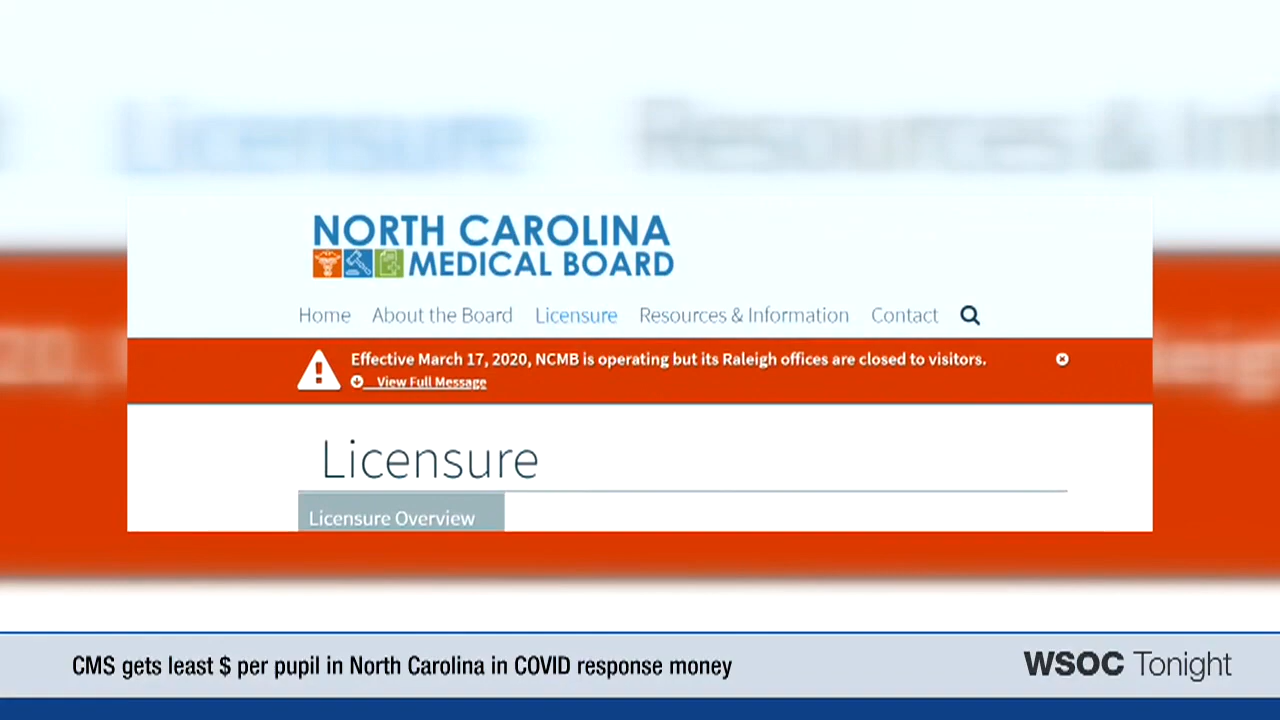 Licensure Resources &
NORTH CAROLINA
MEDICAL BOARD
Home About the Board Licensure Resources & Information Contact
Effective March 17, 2020, NCMB is operating but its Raleigh offices are closed to visitors.
View Full Message
Licensure
Licensure Overview
CMS gets least $ per pupil in North Carolina in COVID response money
WSOC Tonight